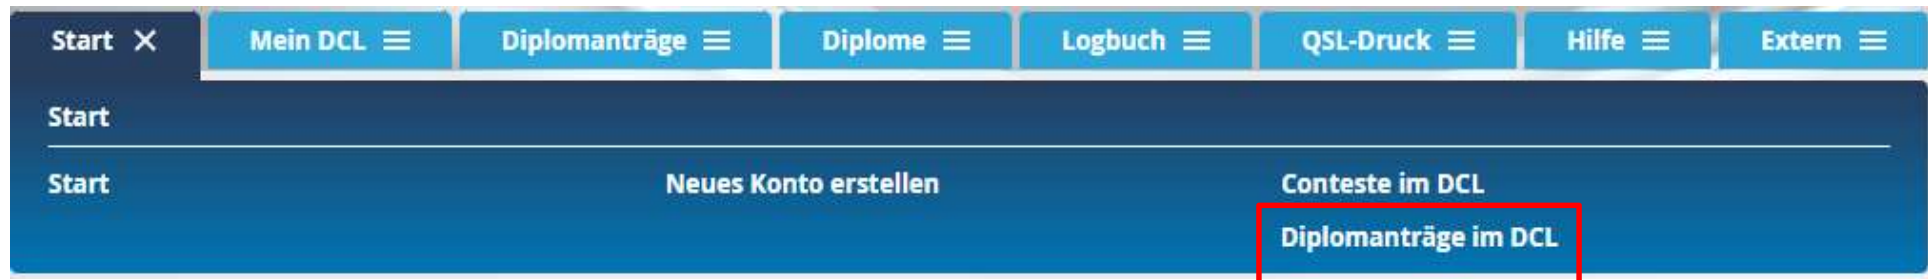 Start Mein DCL Diplomanträge Diplome Logbuch QSL-Druck Hilfe Extern
Start
Start Neues Konto erstellen Conteste im DCL
Diplomanträge im DCL